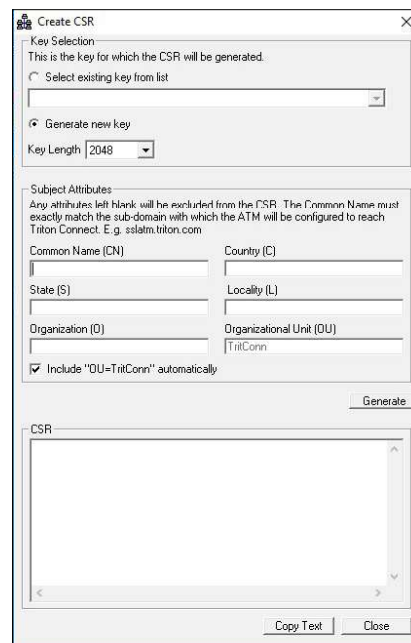 Create CSR
Key Selection
This is the key for which the CSR will be generated.
Select existing key from list
Generate new key
Key Length 2048
Subject Attributes
Any attributes left blank will be excluded from the CSR. The Common Name must
exactly match the sub-domain with which the ATM will be configured to reach
Triton Connect. E.g. sslatm.triton.com
Common Name (CN) Country (C)
State (S) Locality (L)
Organization (O) Organizational Unit (OU)
TritConn
Include "OU=TritConn" automatically
Generate
CSR
Copy Text Close